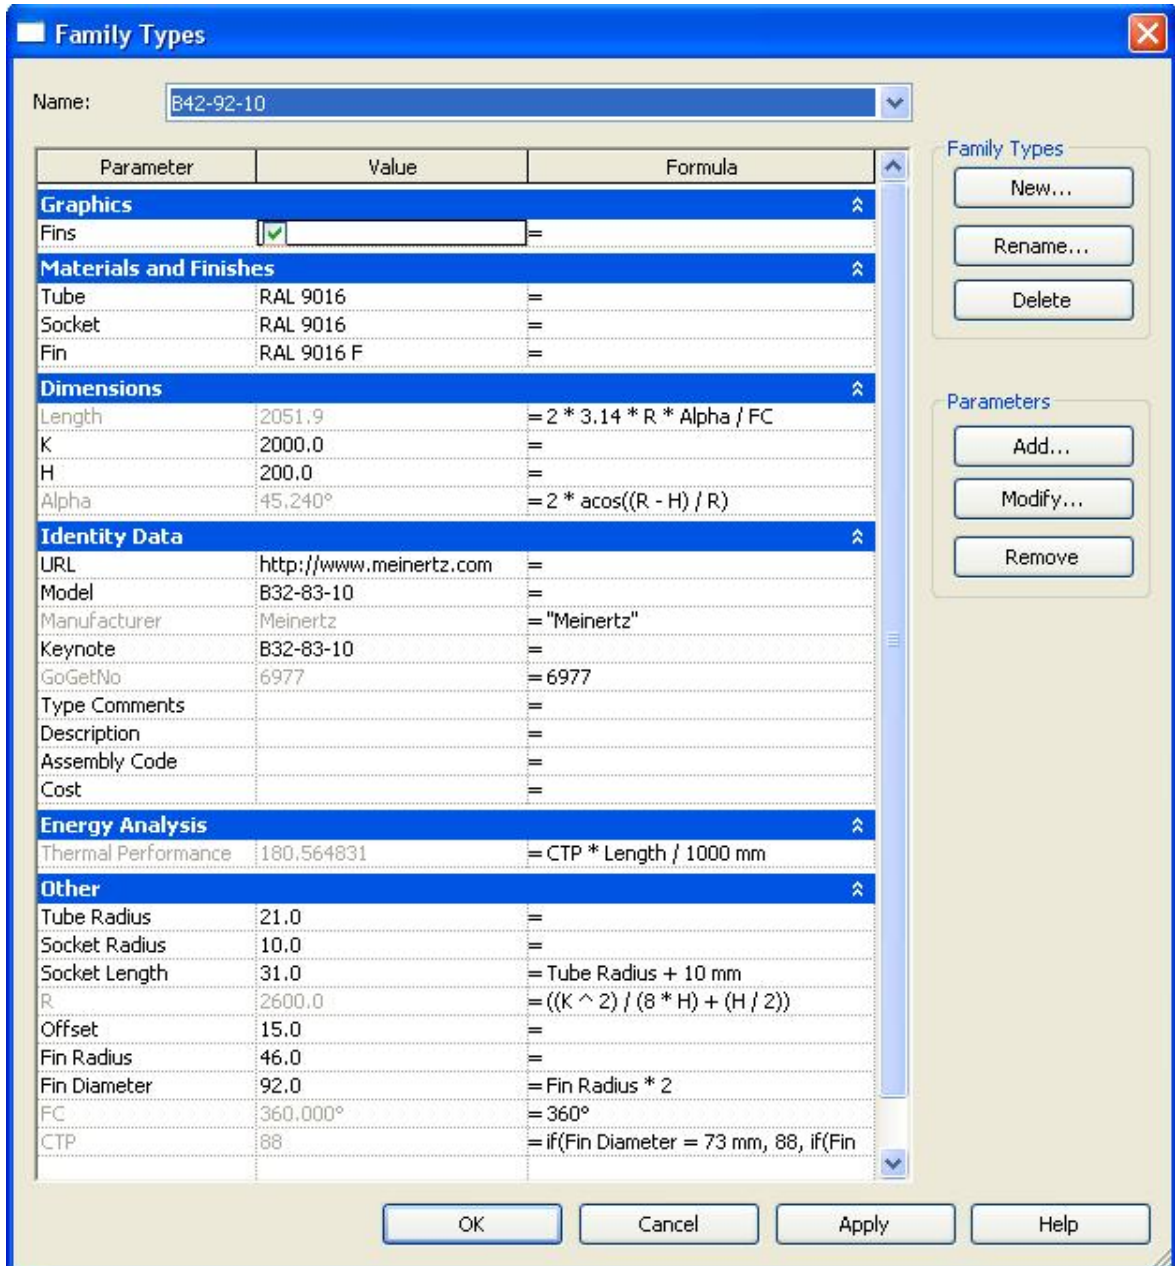 Family Types
Name: B42-92-10
Parameter Value Formula
Graphics
Fins =
Materials and Finishes
Tube RAL 9016 =
Socket RAL 9016 =
Fin RAL 9016 F =
Dimensions
Length 2051.9 = 2 * 3.14 * R * Alpha / FC
K 2000.0 =
H 200.0 =
Alpha 45.240° = 2 * acos((R - H) / R)
Identity Data
URL http://www.meinertz.com =
Model B32-83-10 =
Manufacturer Meinertz = "Meinertz"
Keynote B32-83-10 =
GoGetNo 6977 = 6977
Type Comments =
Description =
Assembly Code =
Cost =
Energy Analysis
Thermal Performance 180.564831 = CTP * Length / 1000 mm
Other
Tube Radius 21.0 =
Socket Radius 10.0 =
Socket Length 31.0 = Tube Radius + 10 mm
R 2600.0 = ((K ^ 2) / (8 * H) + (H / 2))
Offset 15.0 =
Fin Radius 46.0 =
Fin Diameter 92.0 = Fin Radius * 2
FC 360.000° = 360°
CTP 88 = if(Fin Diameter = 73 mm, 88, if(Fin
Family Types
New...
Rename...
Delete
Parameters
Add...
Modify...
Remove
OK Cancel Apply Help